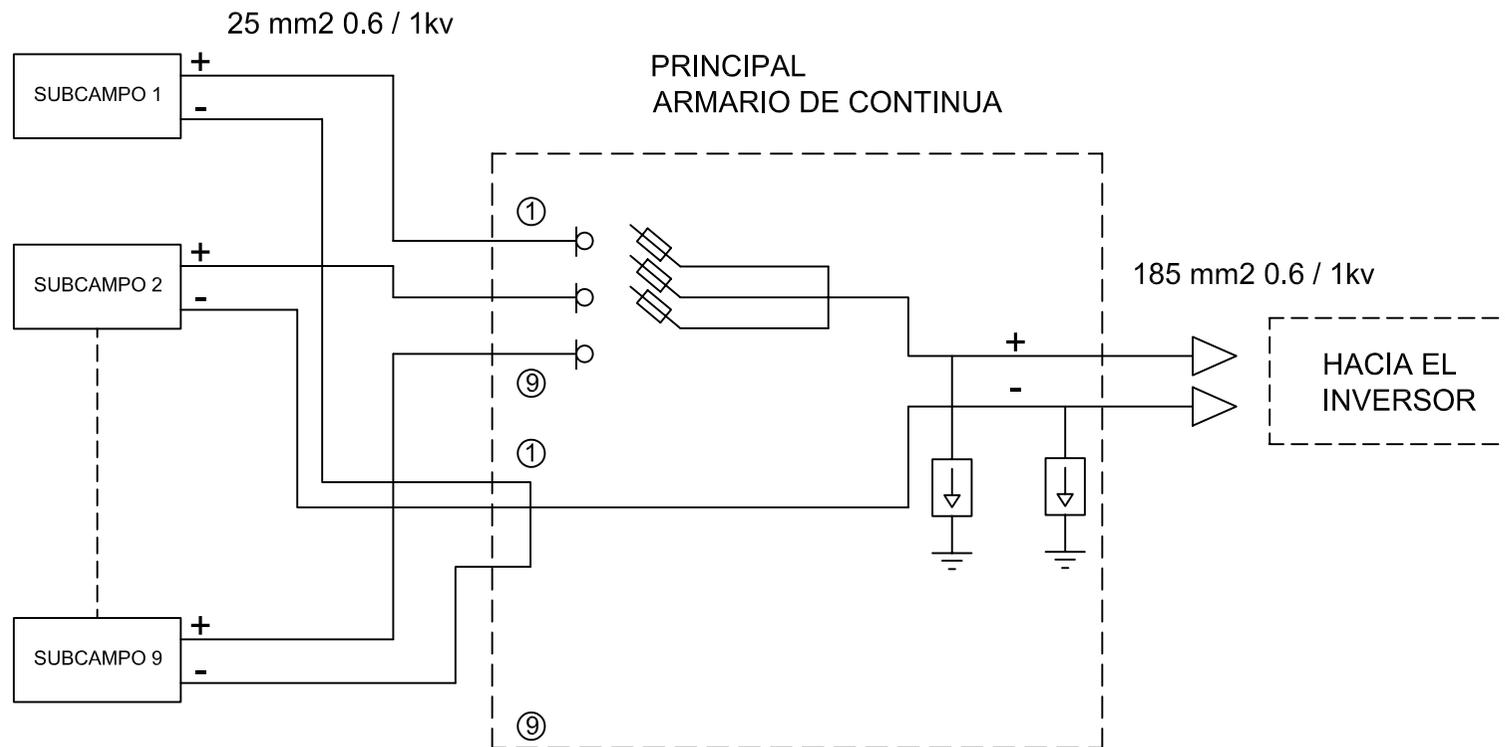 25 mm2 0.6 / 1kv
+
SUBCAMPO 1
-
PRINCIPAL
ARMARIO DE CONTINUA
1
+
SUBCAMPO 2
-
185 mm2 0.6 / 1kv
+
-
HACIA EL
INVERSOR
9
1
+
SUBCAMPO 9
-
9